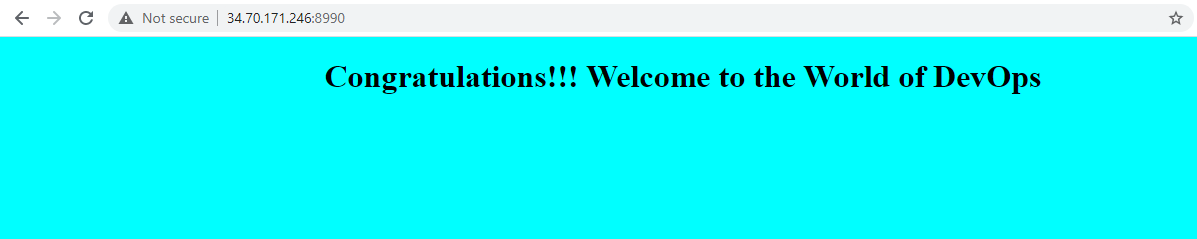 Not secure 34.70.171.246:8990
Congratulations!!! Welcome to the World of DevOps